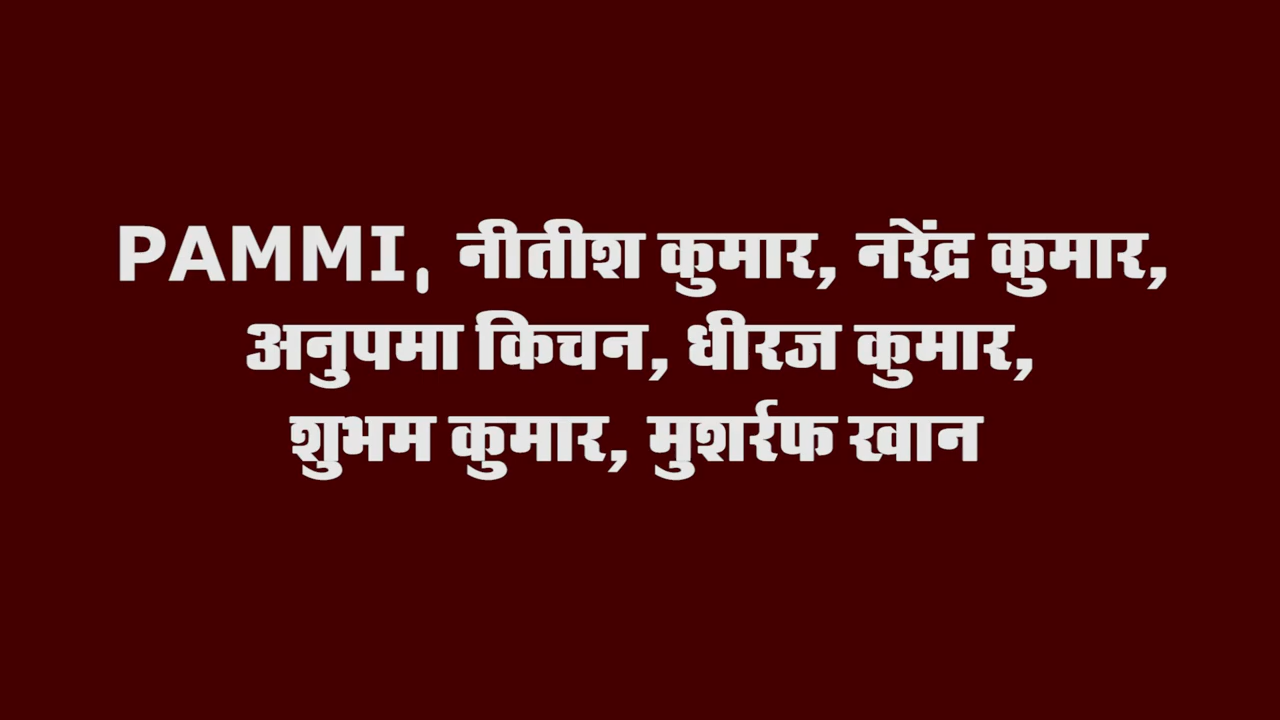 PAMMI, नीतीश कुमार, नरेंद्र कुमार,
अनुपमा किचन, धीरज कुमार,
शुभम कुमार, मुशर्रफ खान